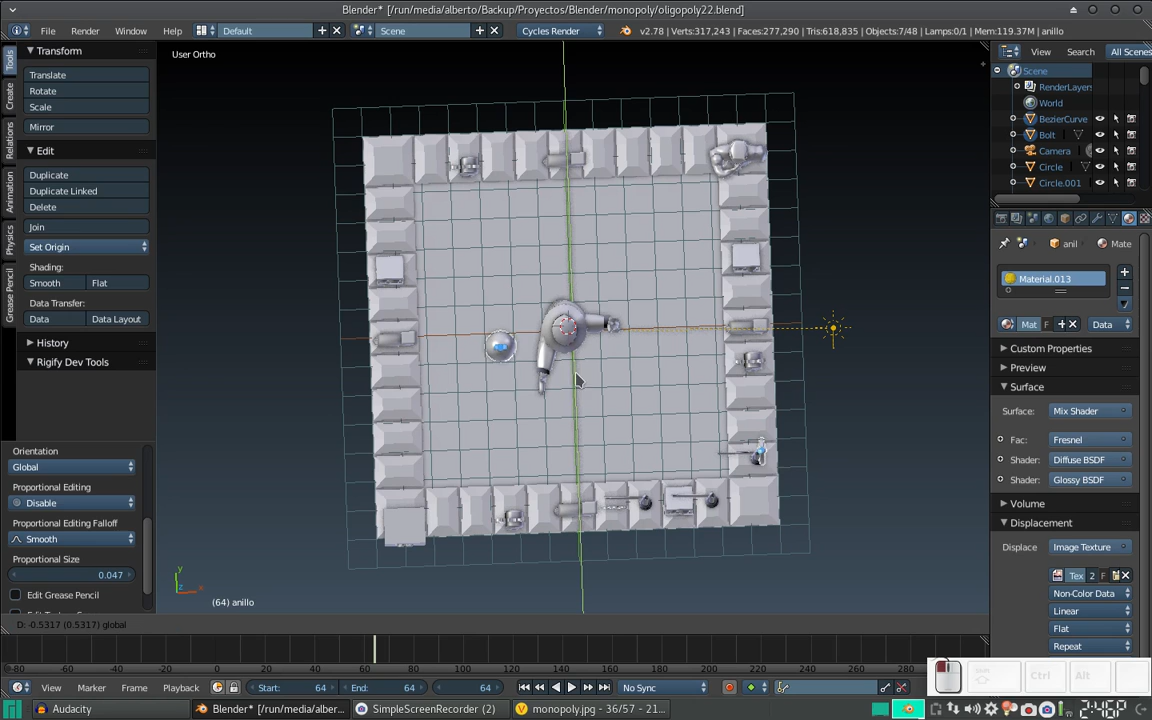 Blender* [/run/media/alberto/Backup/Proyectos/Blender/monopoly/oligopoly22.blend]
File Render Window Help Default Scene Cycles Render v2.78 | Verts:317,243 | Faces:277,290 | Tris:618,835 | Objects:7/48 | Lamps:0/1 | Mem:119.37M | anillo
Tools
Create
Relations
Animation
Physics
Grease Pencil
Transform
Translate
Rotate
Scale
Mirror
Edit
Duplicate
Duplicate Linked
Delete
Join
Set Origin
Shading:
Smooth Flat
Data Transfer:
Data Data Layout
History
Rigify Dev Tools
Orientation
Global
Proportional Editing
Disable
Proportional Editing Falloff
Smooth
Proportional Size
0.047
Edit Grease Pencil
User Ortho
y
x
(64) anillo
D: -0.5317 (0.5317) global
View Search All Scenes
Scene
RenderLayers
World
BezierCurve
Bolt
Camera
Circle
Circle.001
anil Mate
Material.013
Mat F Data
Custom Properties
Preview
Surface
Surface: Mix Shader
Fac: Fresnel
Shader: Diffuse BSDF
Shader: Glossy BSDF
Volume
Displacement
Displace Image Texture
Tex 2 F
Non-Color Data
Linear
Flat
Repeat
-80 -60 -40 -20 0 20 40 60 80 100 120 140 160 180 200 220 240 260 280
Ctrl Alt
View Marker Frame Playback Start: 64 End: 64 64 No Sync
Audacity Blender* [/run/media/alber... SimpleScreenRecorder (2) monopoly.jpg - 36/57 - 21...